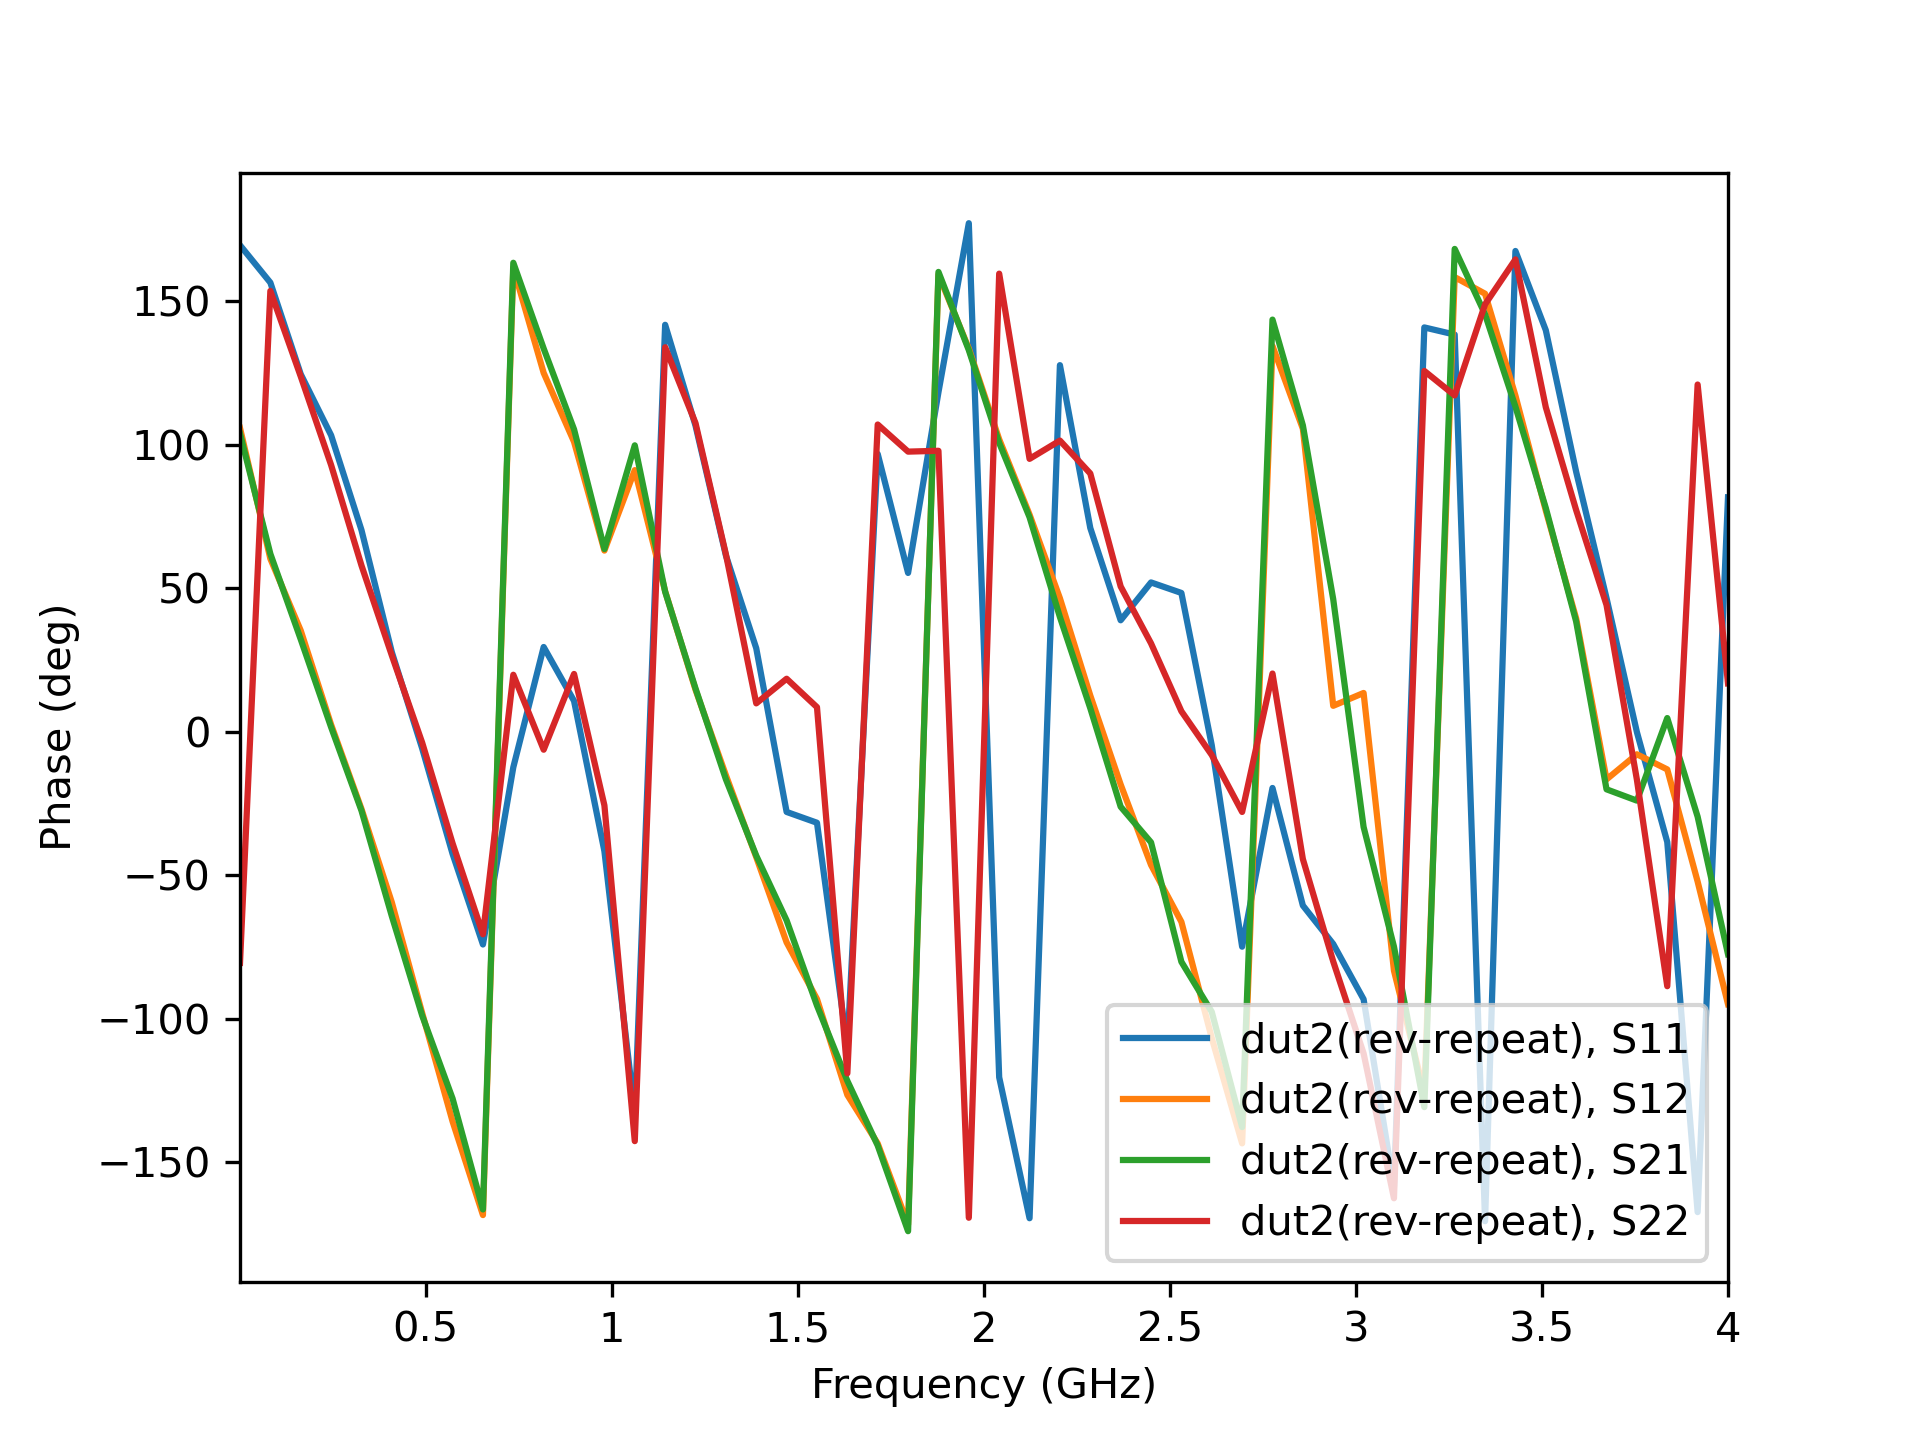 150
100
50
0
−50
−100
−150
Phase (deg)
dut2(rev-repeat), S11
dut2(rev-repeat), S12
dut2(rev-repeat), S21
dut2(rev-repeat), S22
0.5 1 1.5 2 2.5 3 3.5 4
Frequency (GHz)